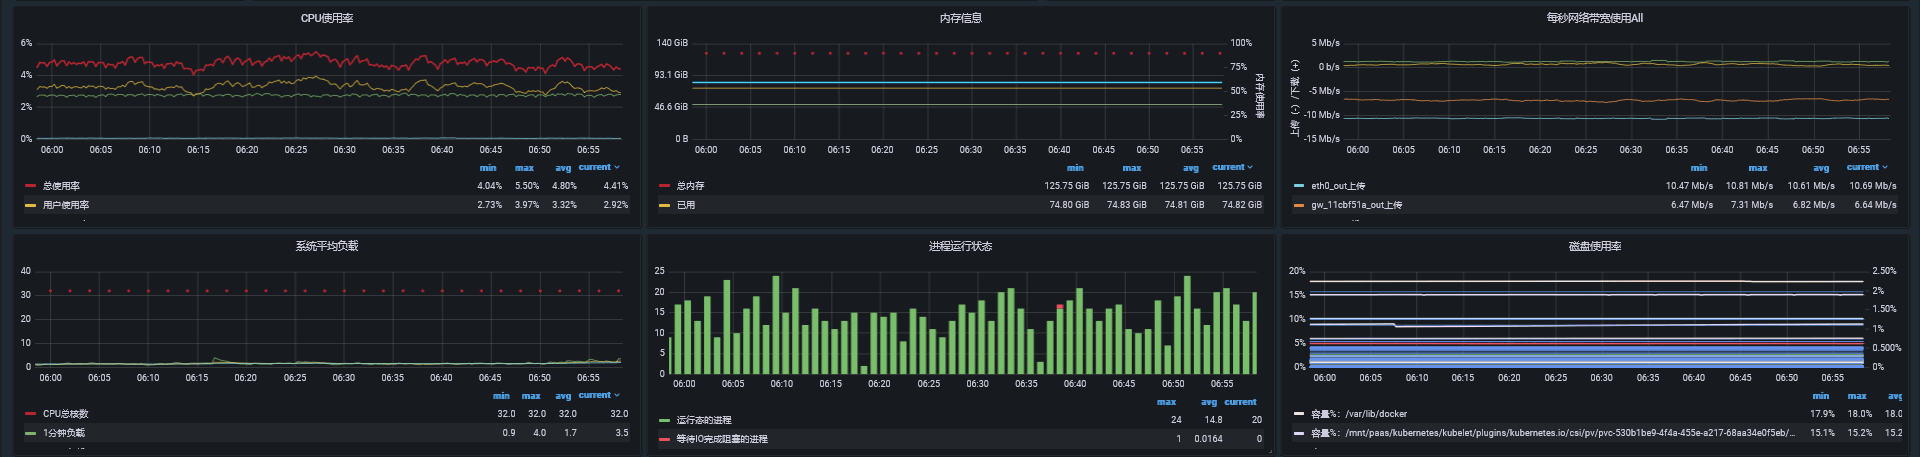 CPU使用率
6%
4%
2%
0%
06:00 06:05 06:10 06:15 06:20 06:25 06:30 06:35 06:40 06:45 06:50 06:55
min max avg current
总使用率 4.04% 5.50% 4.80% 4.41%
用户使用率 2.73% 3.97% 3.32% 2.92%
内存信息
140 GiB
93.1 GiB
46.6 GiB
0 B
100%
75%
50%
25%
0%
内存使用率
06:00 06:05 06:10 06:15 06:20 06:25 06:30 06:35 06:40 06:45 06:50 06:55
min max avg current
总内存 125.75 GiB 125.75 GiB 125.75 GiB 125.75 GiB
已用 74.80 GiB 74.83 GiB 74.81 GiB 74.82 GiB
每秒网络带宽使用All
上传 (-) /下载 (+)
5 Mb/s
0 b/s
-5 Mb/s
-10 Mb/s
-15 Mb/s
06:00 06:05 06:10 06:15 06:20 06:25 06:30 06:35 06:40 06:45 06:50 06:55
min max avg current
eth0_out上传 10.47 Mb/s 10.81 Mb/s 10.61 Mb/s 10.69 Mb/s
gw_11cbf51a_out上传 6.47 Mb/s 7.31 Mb/s 6.82 Mb/s 6.64 Mb/s
系统平均负载
40
30
20
10
0
06:00 06:05 06:10 06:15 06:20 06:25 06:30 06:35 06:40 06:45 06:50 06:55
min max avg current
CPU总核数 32.0 32.0 32.0 32.0
1分钟负载 0.9 4.0 1.7 3.5
进程运行状态
25
20
15
10
5
0
06:00 06:05 06:10 06:15 06:20 06:25 06:30 06:35 06:40 06:45 06:50 06:55
max avg current
运行态的进程 24 14.8 20
等待IO完成阻塞的进程 1 0.0164 0
磁盘使用率
20%
15%
10%
5%
0%
2.50%
2%
1.50%
1%
0.500%
0%
06:00 06:05 06:10 06:15 06:20 06:25 06:30 06:35 06:40 06:45 06:50 06:55
min max avg
容量%: /var/lib/docker 17.9% 18.0% 18.0
容量%: /mnt/paas/kubernetes/kubelet/plugins/kubernetes.io/csi/pv/pvc-530b1be9-4f4a-455e-a217-68aa34e0f5eb/... 15.1% 15.2% 15.2